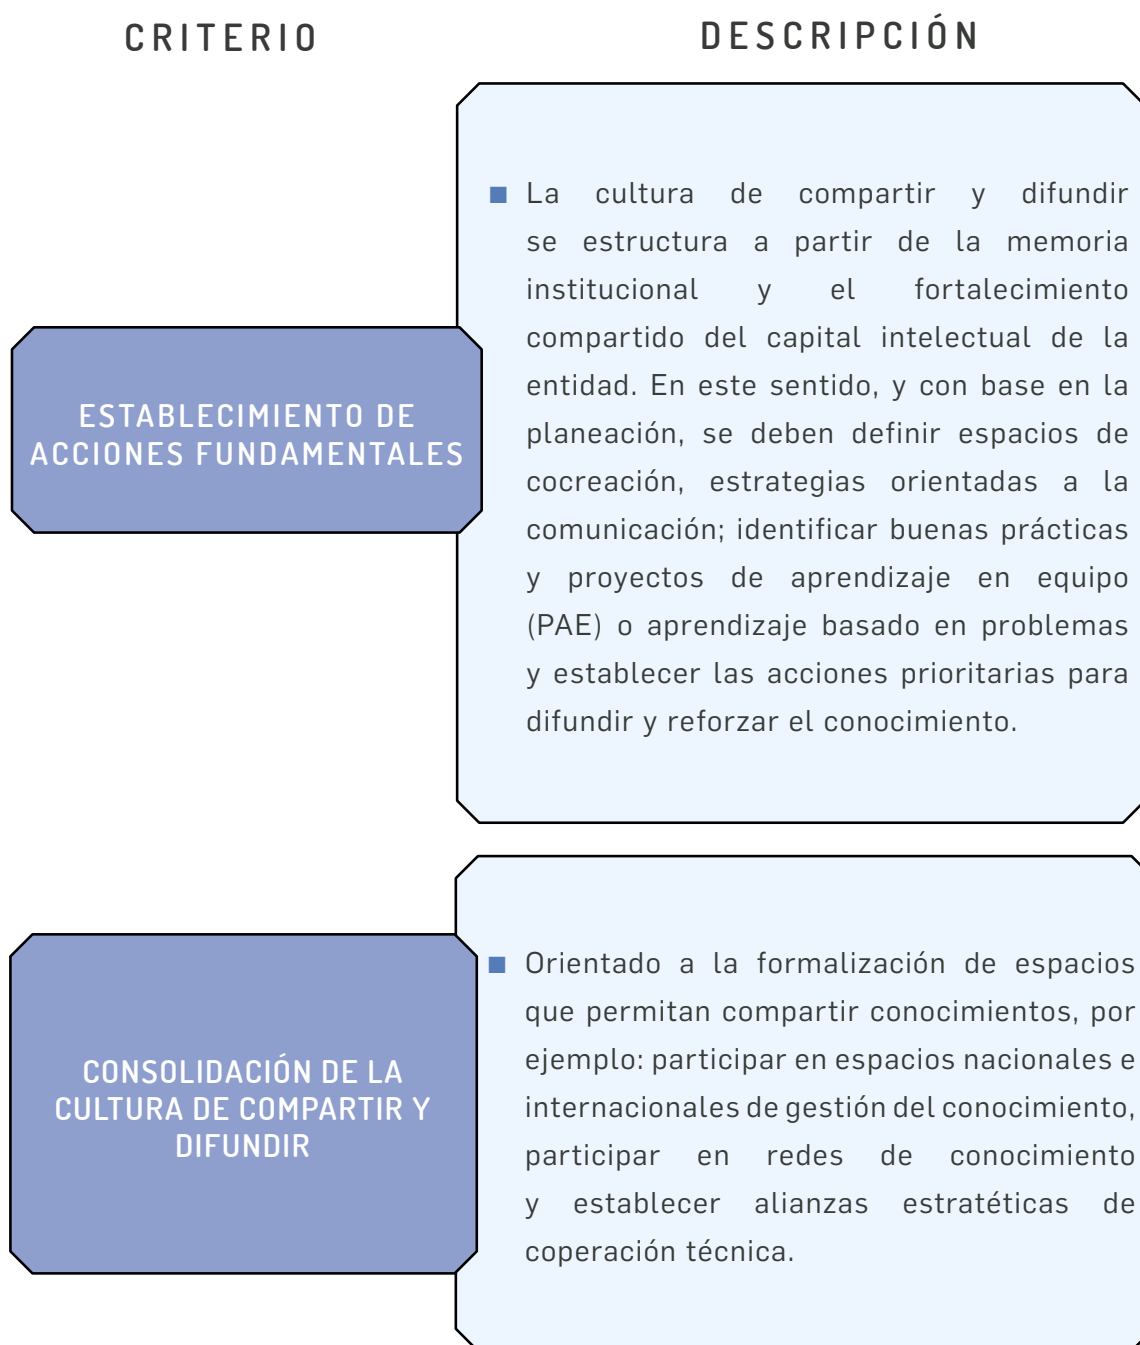 CRITERIO
DESCRIPCIÓN
ESTABLECIMIENTO DE
ACCIONES FUNDAMENTALES
■ La cultura de compartir y difundir
se estructura a partir de la memoria
institucional y el fortalecimiento
compartido del capital intelectual de la
entidad. En este sentido, y con base en la
planeación, se deben definir espacios de
cocreación, estrategias orientadas a la
comunicación; identificar buenas prácticas
y proyectos de aprendizaje en equipo
(PAE) o aprendizaje basado en problemas
y establecer las acciones prioritarias para
difundir y reforzar el conocimiento.
CONSOLIDACIÓN DE LA
CULTURA DE COMPARTIR Y
DIFUNDIR
■ Orientado a la formalización de espacios
que permitan compartir conocimientos, por
ejemplo: participar en espacios nacionales e
internacionales de gestión del conocimiento,
participar en redes de conocimiento
y establecer alianzas estratéticas de
coperación técnica.